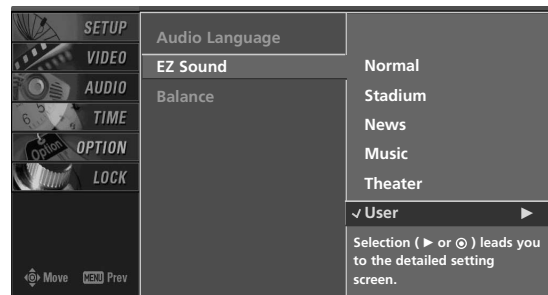 SETUP
VIDEO
AUDIO
TIME
OPTION
LOCK
Move MENU Prev
Audio Language
EZ Sound
Balance
Normal
Stadium
News
Music
Theater
✓ User ►
Selection ( ► or ⊙ ) leads you
to the detailed setting
screen.